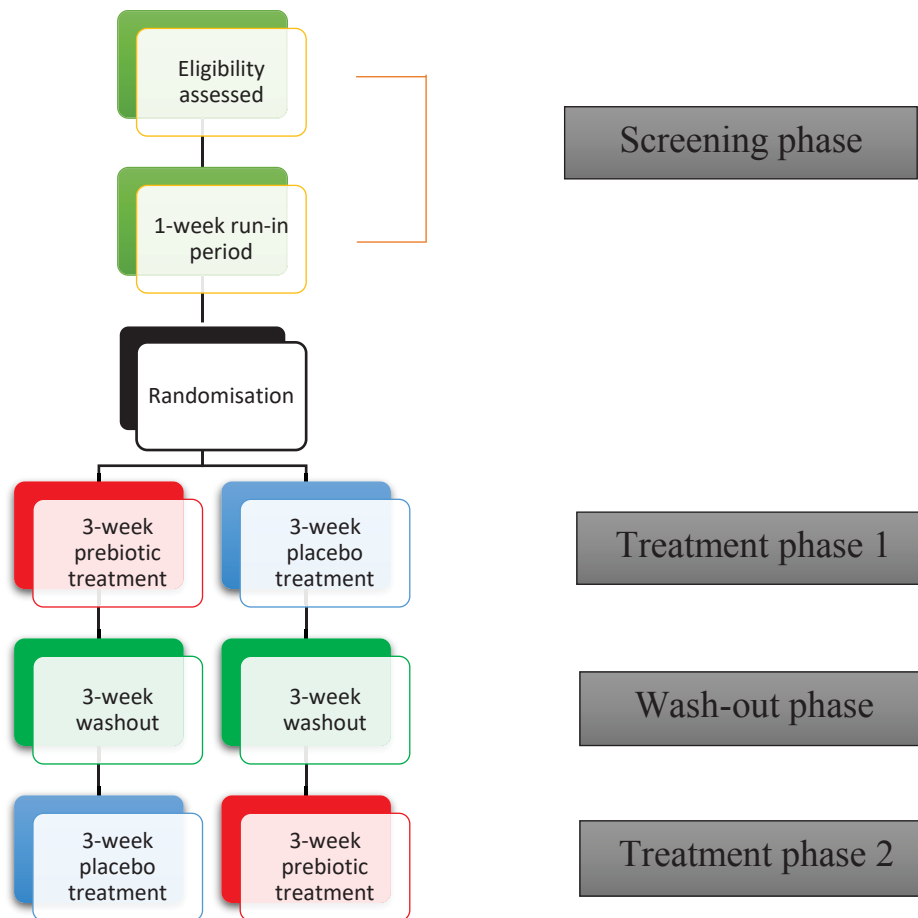 Eligibility
assessed
Screening phase
1-week run-in
period
Randomisation
3-week
prebiotic
treatment
3-week
placebo
treatment
Treatment phase 1
3-week
washout
3-week
washout
Wash-out phase
3-week
placebo
treatment
3-week
prebiotic
treatment
Treatment phase 2